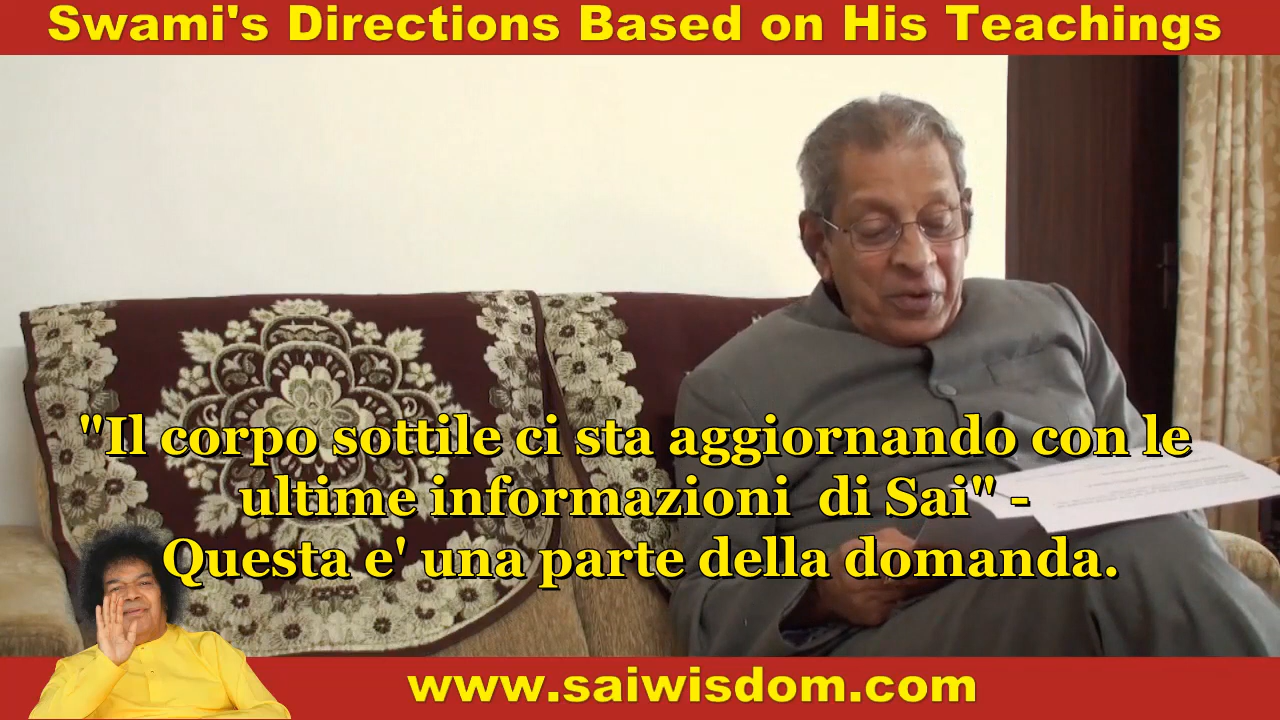 Swami's Directions Based on His Teachings
"Il corpo sottile ci sta aggiornando con le
ultime informazioni  di Sai" -
Questa e' una parte della domanda.
www.saiwisdom.com